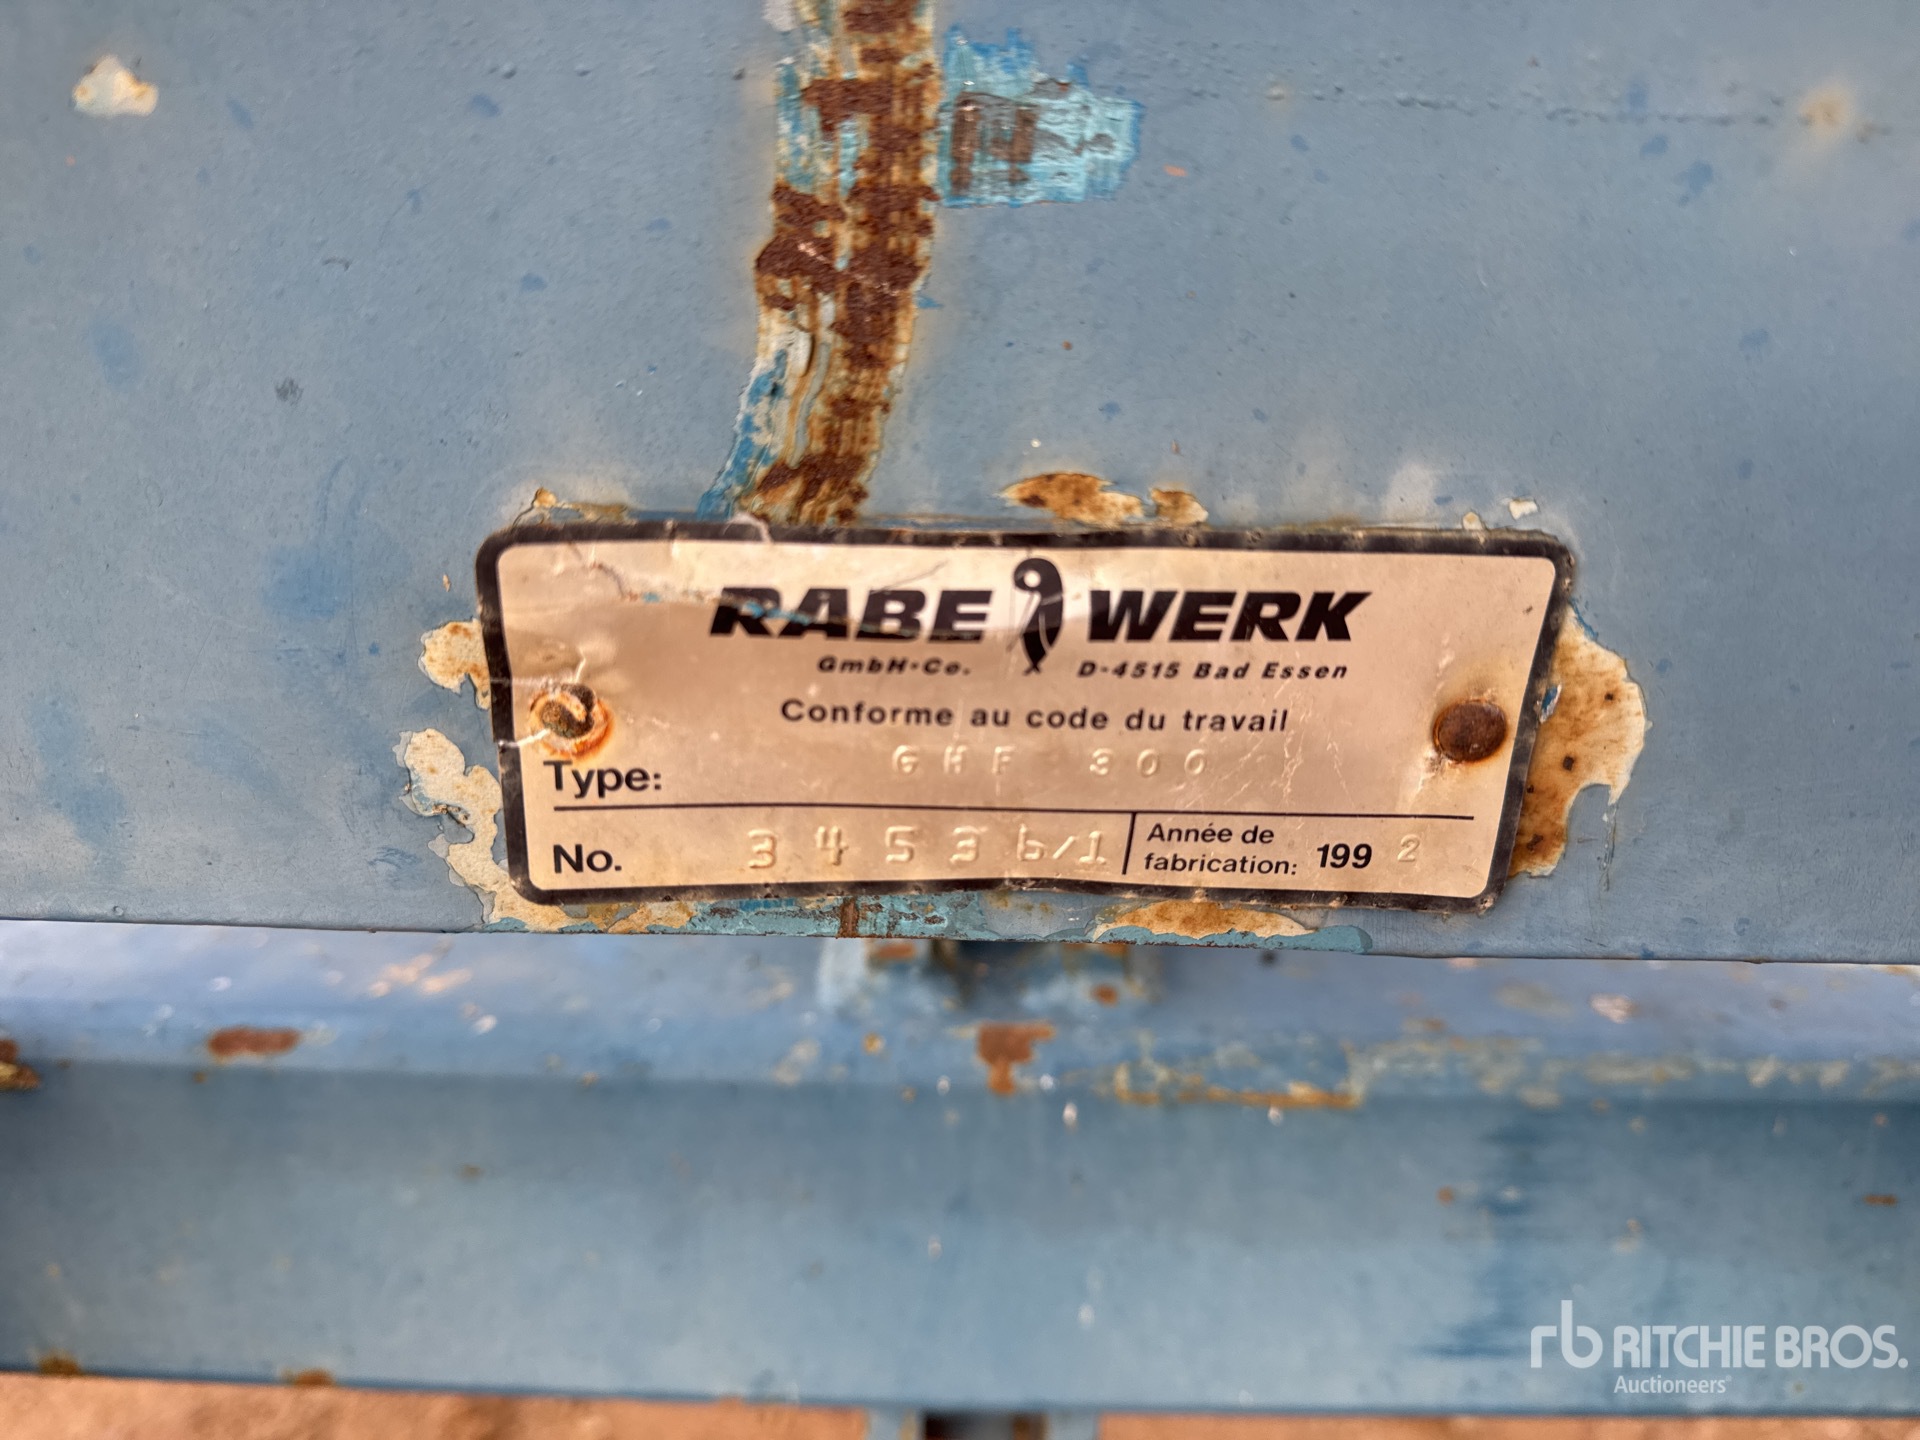 RABE WERK
GmbH+Co. D-4515 Bad Essen
Conforme au code du travail
Type: GHF 300
No. 34536/1
Année de fabrication: 1992
rb RITCHIE BROS.
Auctioneers